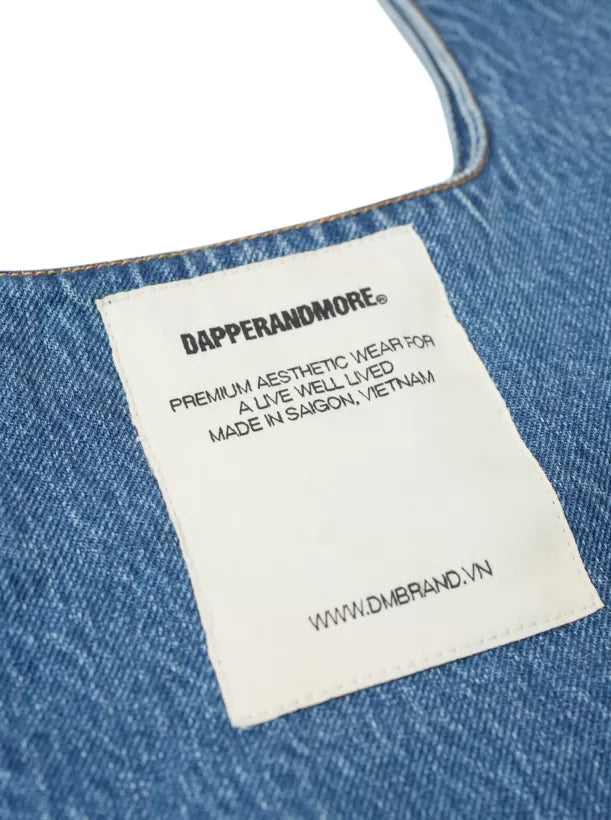 DAPPERANDMORE®
PREMIUM AESTHETIC WEAR FOR
A LIVE WELL LIVED
MADE IN SAIGON, VIETNAM
WWW.DMBRAND.VN